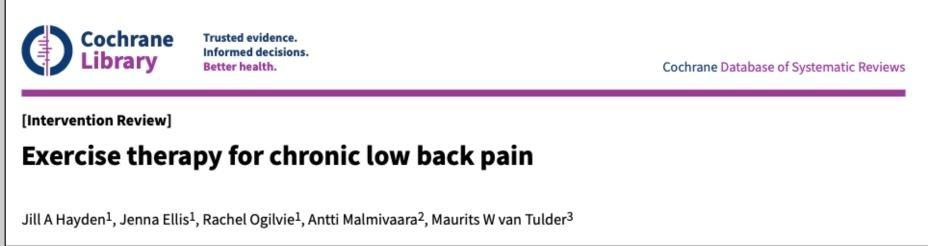 Cochrane
Library
Trusted evidence.
Informed decisions.
Better health.
Cochrane Database of Systematic Reviews
[Intervention Review]
Exercise therapy for chronic low back pain
Jill A Hayden1, Jenna Ellis1, Rachel Ogilvie1, Antti Malmivaara2, Maurits W van Tulder3